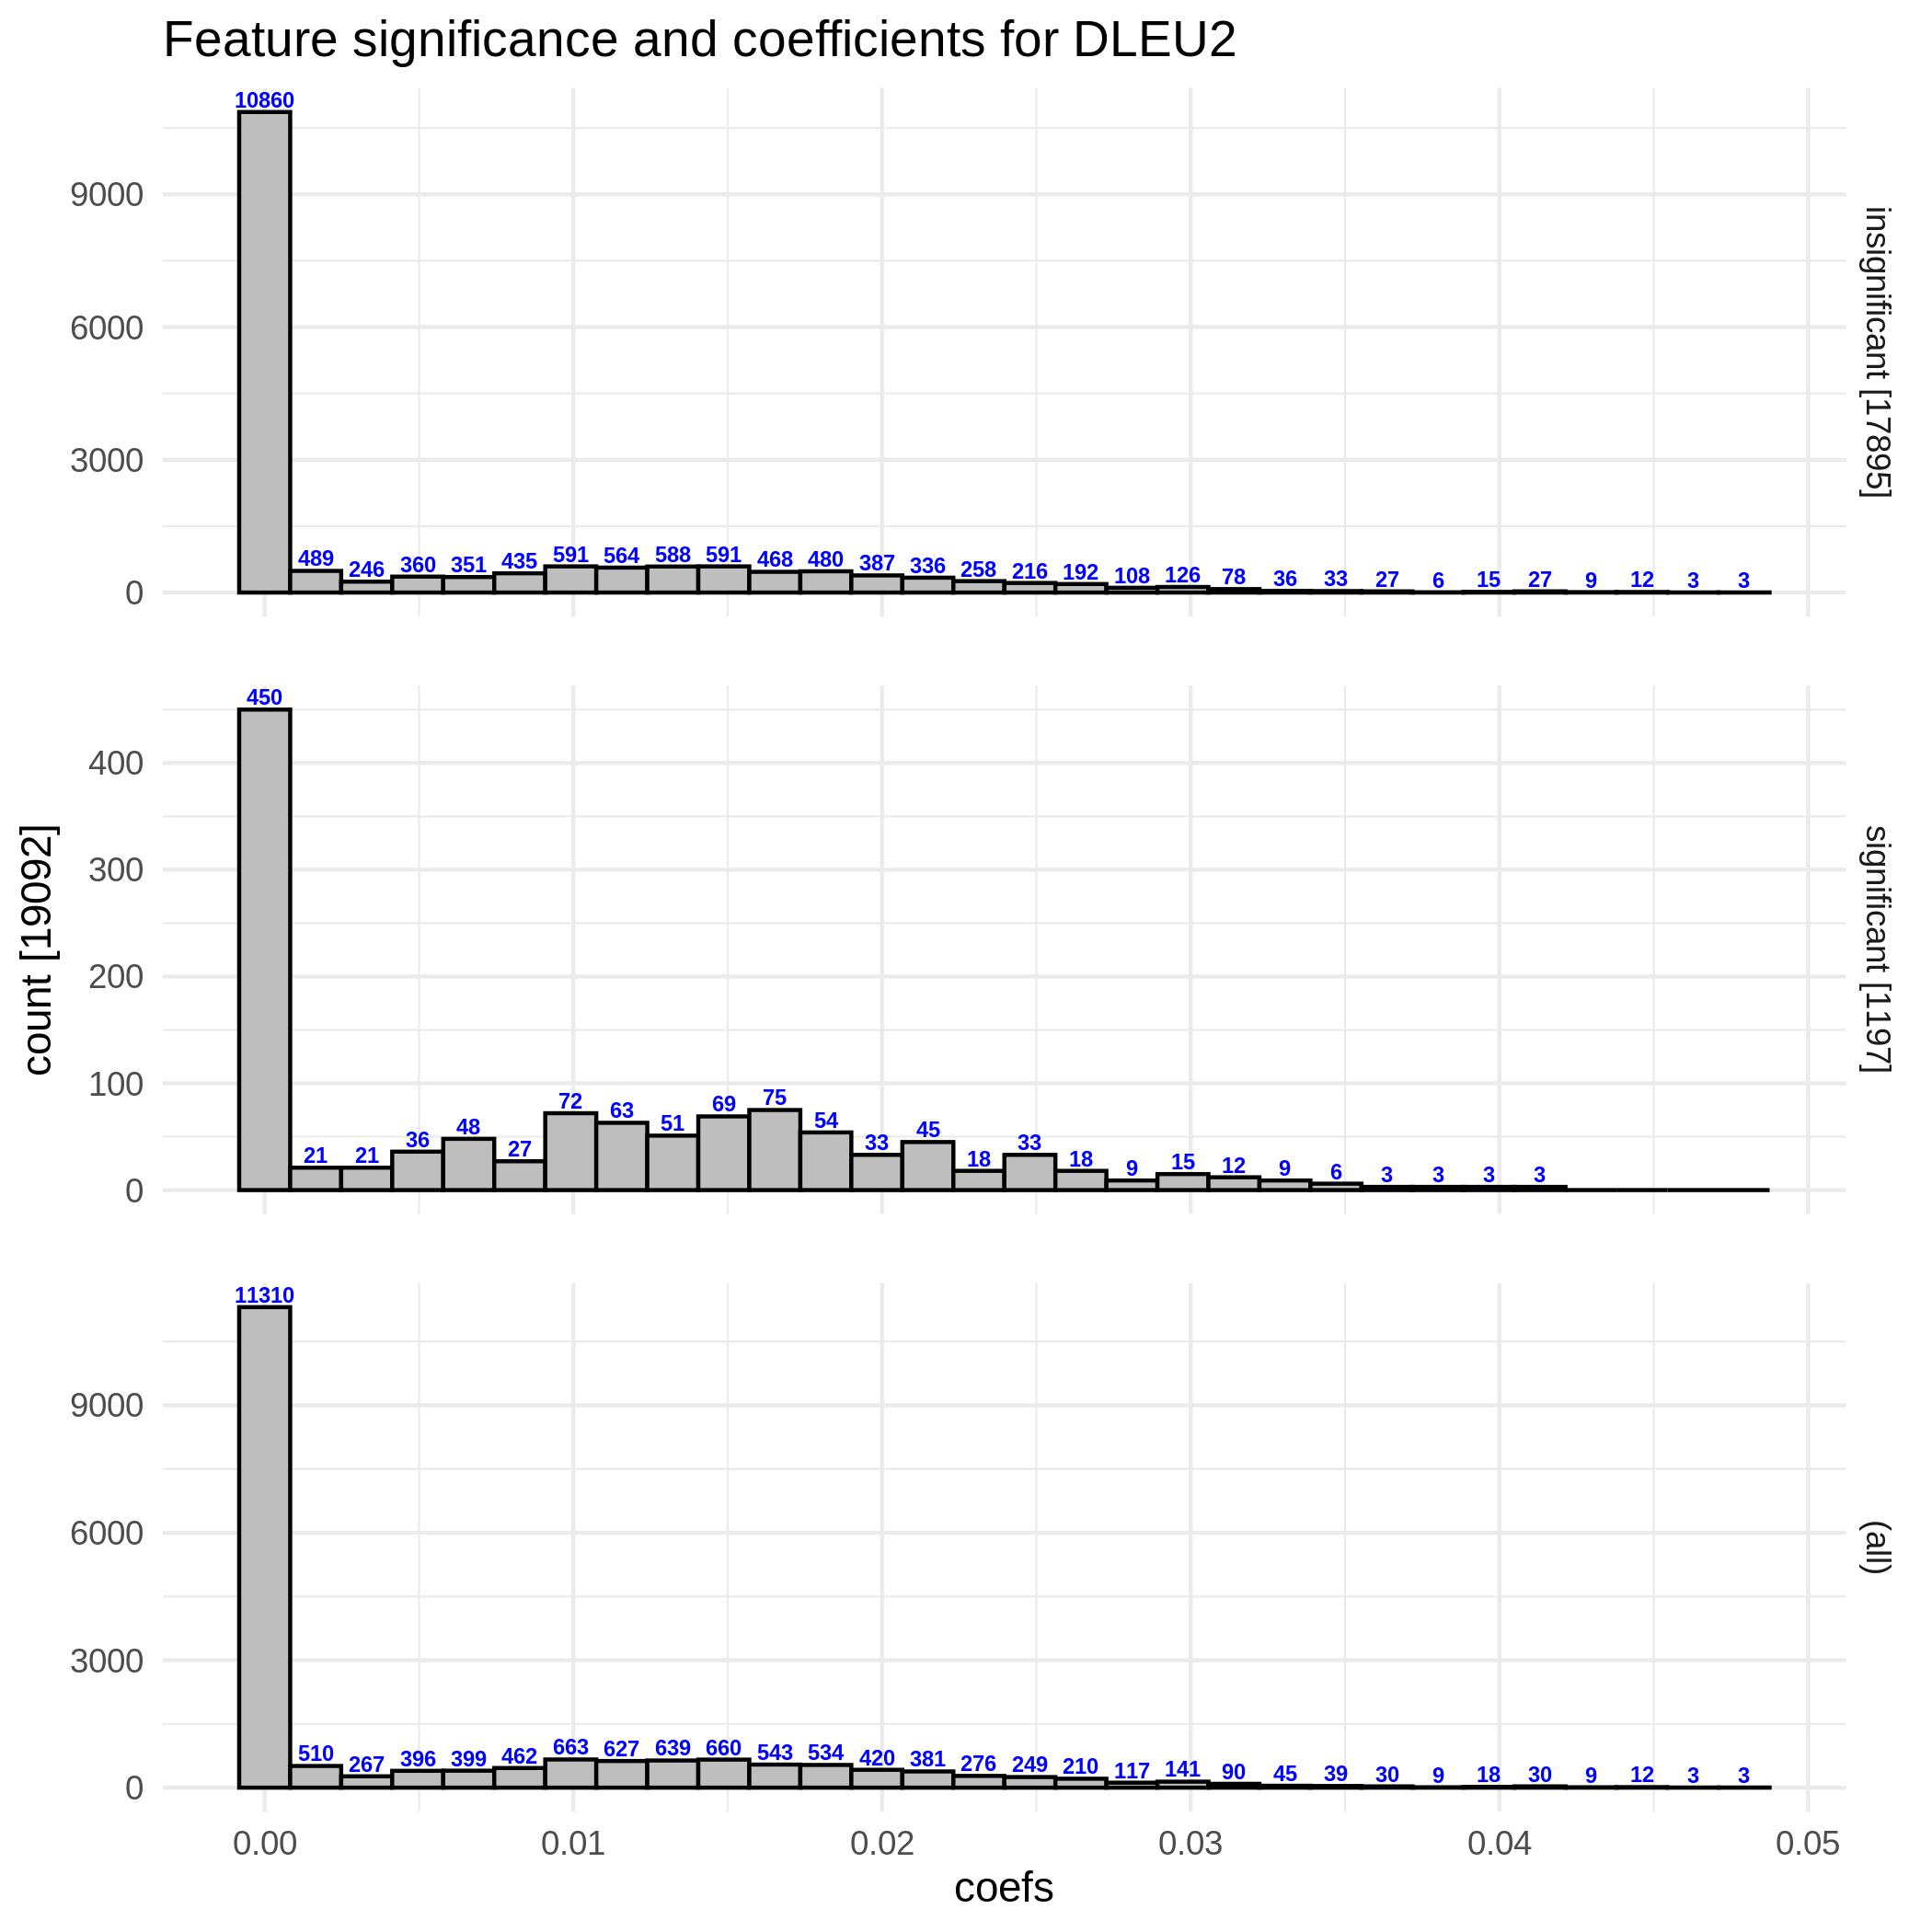 Feature significance and coefficients for DLEU2
10860
9000
6000
3000
0
489 246 360 351 435 591 564 588 591 468 480 387 336 258 216 192 108 126 78 36 33 27 6 15 27 9 12 3 3
insignificant [17895]
450
400
300
200
100
0
21 21 36 48 27 72 63 51 69 75 54 33 45 18 33 18 9 15 12 9 6 3 3 3 3
significant [1197]
count [19092]
11310
9000
6000
3000
0
510 267 396 399 462 663 627 639 660 543 534 420 381 276 249 210 117 141 90 45 39 30 9 18 30 9 12 3 3
(all)
0.00 0.01 0.02 0.03 0.04 0.05
coefs